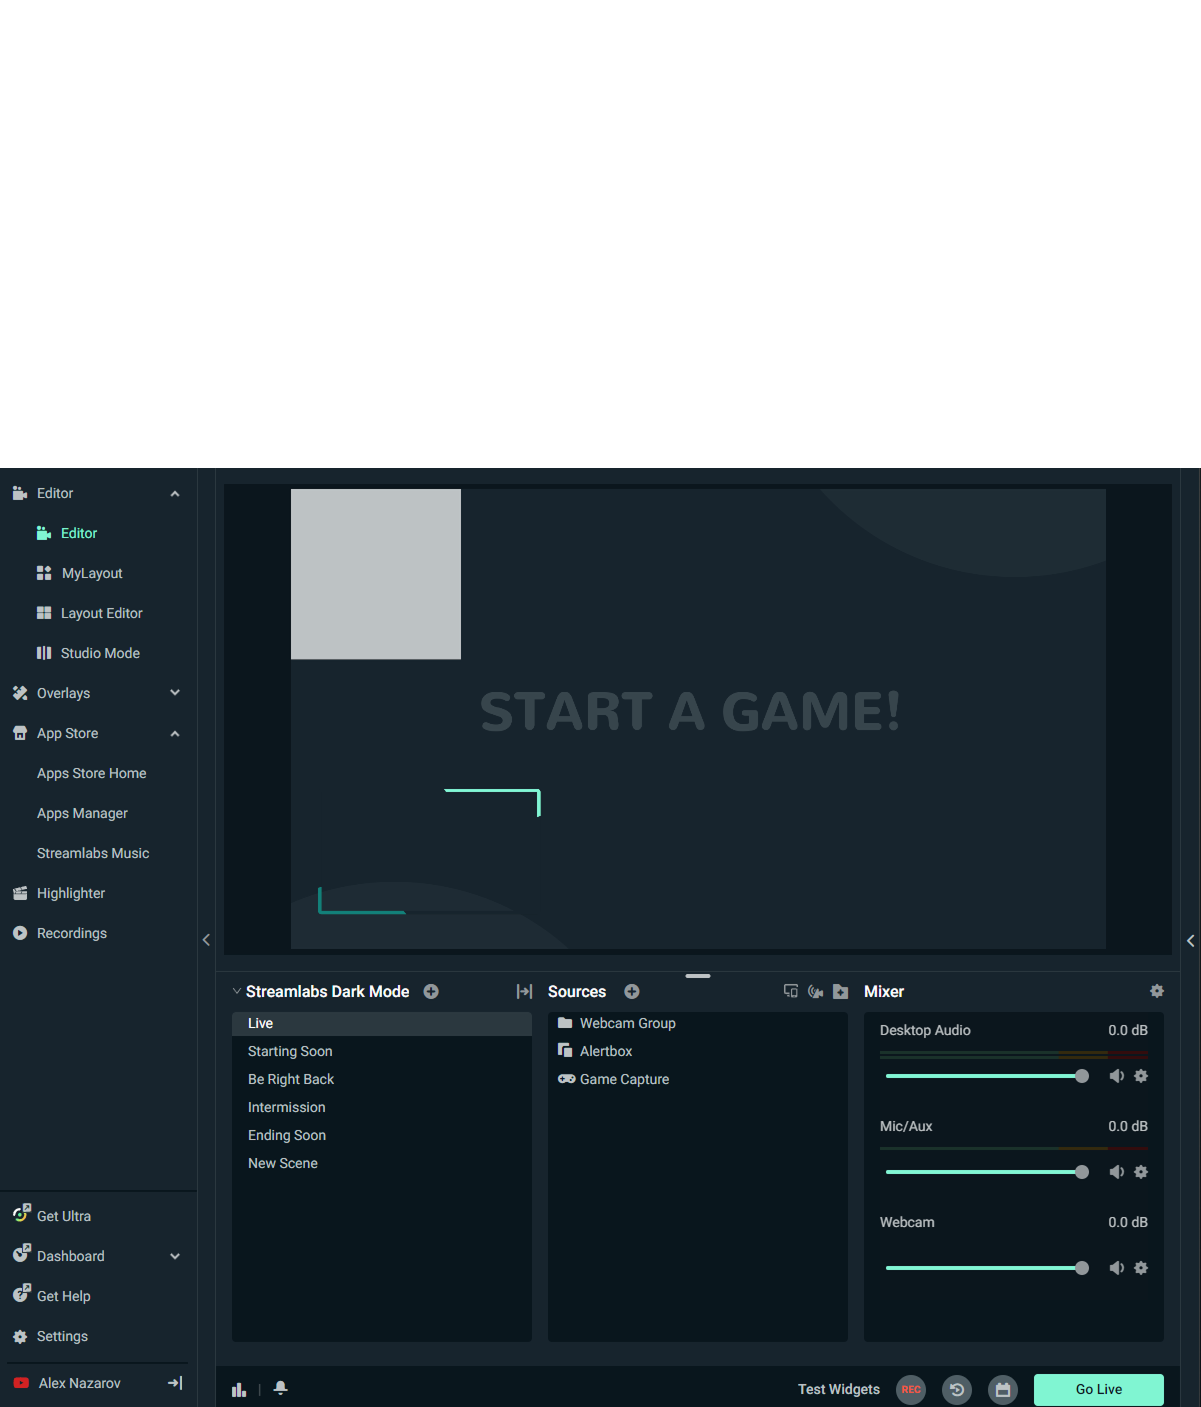 Editor
Editor
MyLayout
Layout Editor
Studio Mode
Overlays
App Store
Apps Store Home
Apps Manager
Streamlabs Music
Highlighter
Recordings
Get Ultra
Dashboard
Get Help
Settings
Alex Nazarov
START A GAME!
Streamlabs Dark Mode
Live
Starting Soon
Be Right Back
Intermission
Ending Soon
New Scene
Sources
Webcam Group
Alertbox
Game Capture
Mixer
Desktop Audio 0.0 dB
Mic/Aux 0.0 dB
Webcam 0.0 dB
Test Widgets REC Go Live